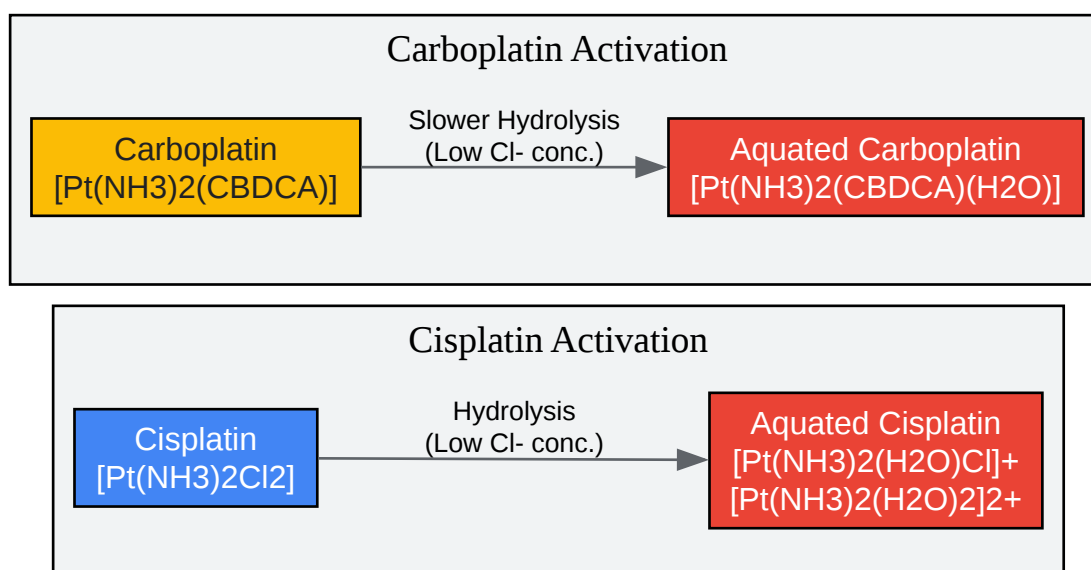 Carboplatin Activation
Carboplatin
[Pt(NH3)2(CBDCA)]
Slower Hydrolysis
(Low Cl- conc.)
Aquated Carboplatin
[Pt(NH3)2(CBDCA)(H2O)]
Cisplatin Activation
Cisplatin
[Pt(NH3)2Cl2]
Hydrolysis
(Low Cl- conc.)
Aquated Cisplatin
[Pt(NH3)2(H2O)Cl]+
[Pt(NH3)2(H2O)2]2+